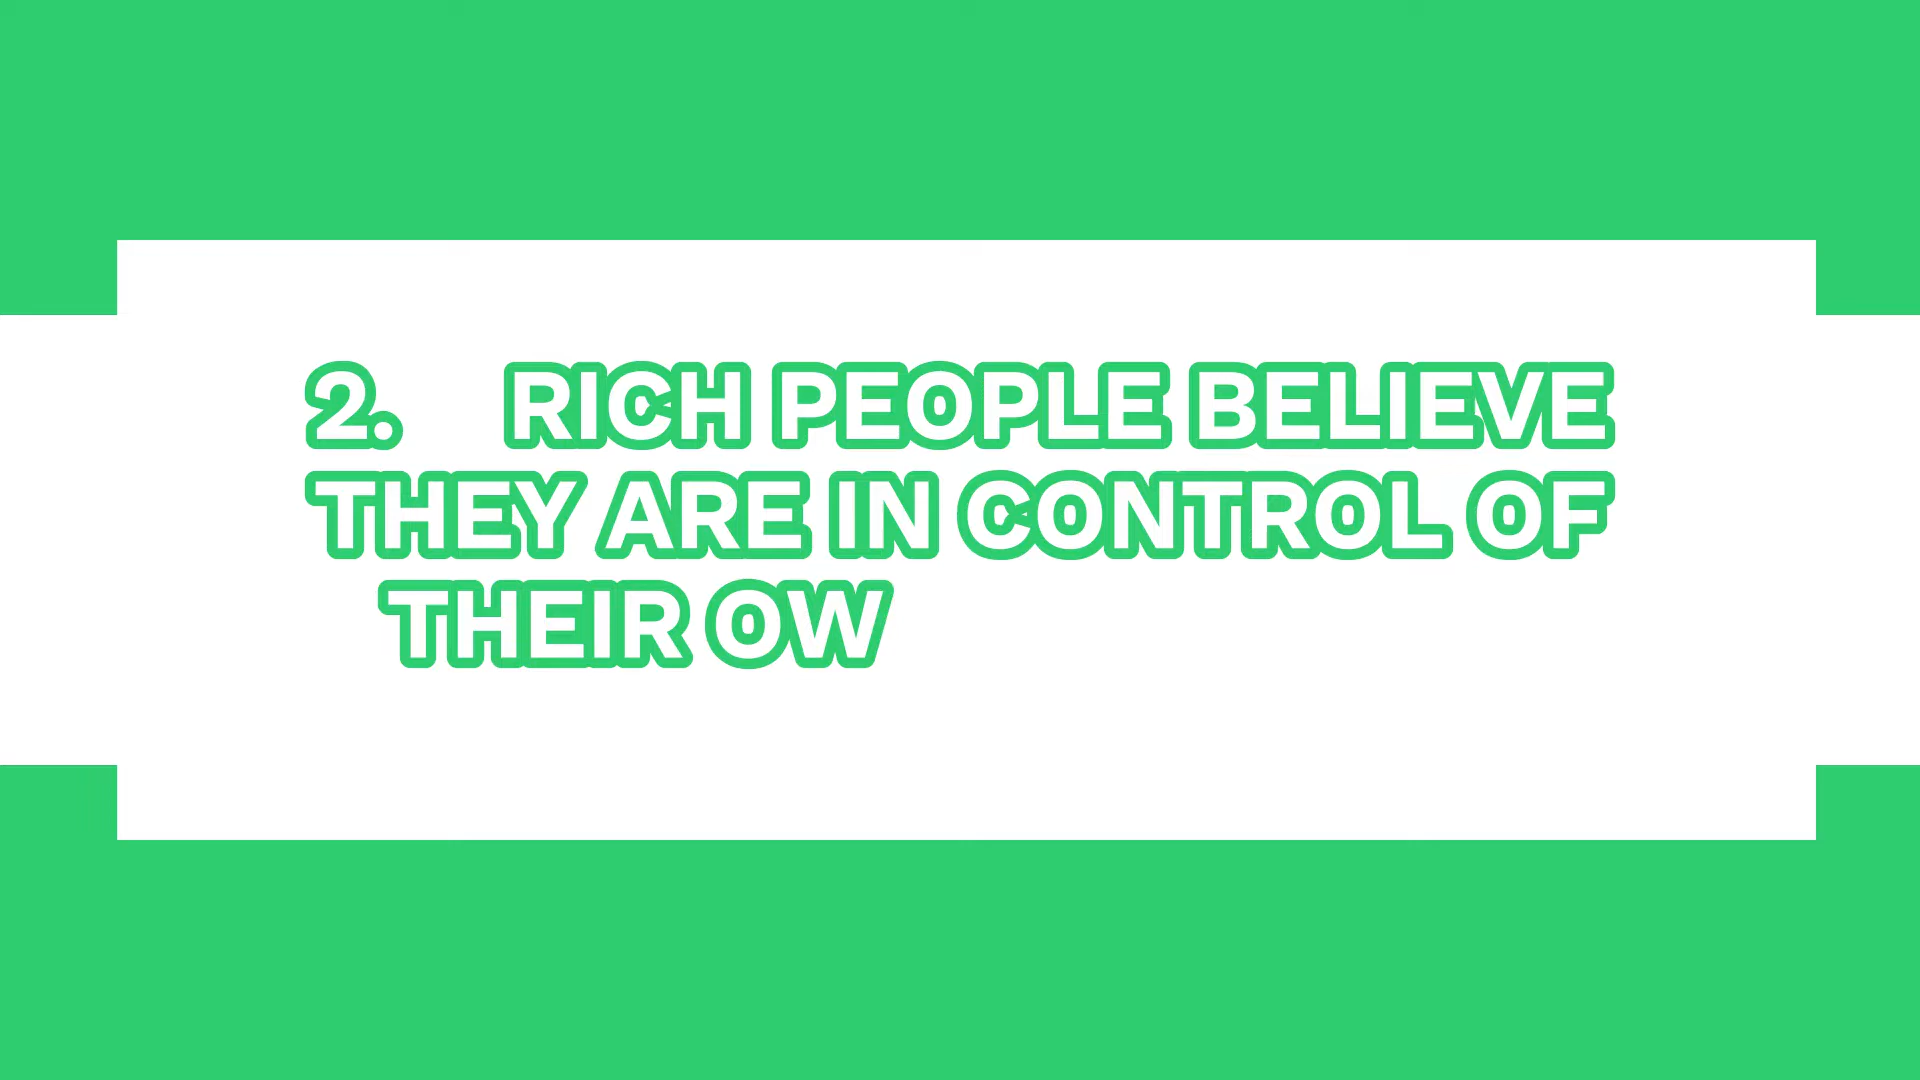 2. RICH PEOPLE BELIEVE
THEY ARE IN CONTROL OF
THEIR OW